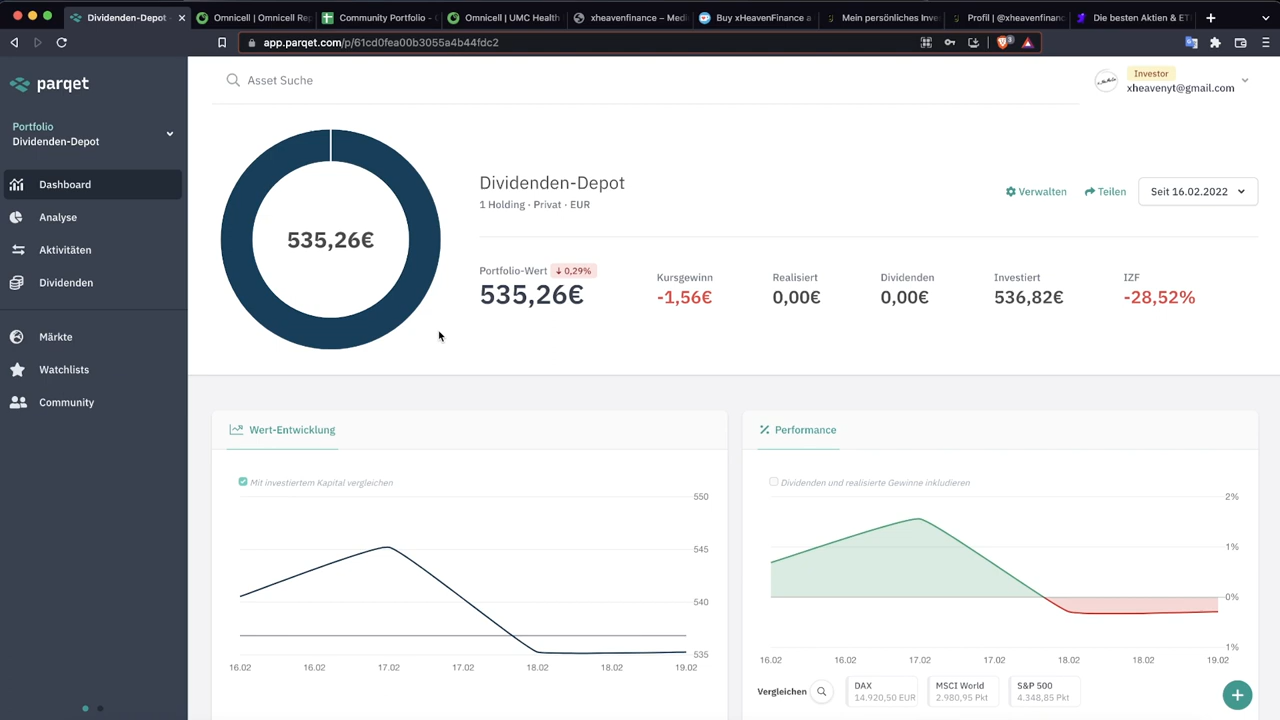 Dividenden-Depot
Omnicell | Omnicell Re
Community Portfolio -
Omnicell | UMC Health
xheavenfinance – Med
Buy xHeavenFinance a
Mein persönliches Inve
Profil | @xheavenfinan
Die besten Aktien & ET
app.parqet.com/p/61cd0fea00b3055a4b44fdc2
3
parqet
Portfolio
Dividenden-Depot
Dashboard
Analyse
Aktivitäten
Dividenden
Märkte
Watchlists
Community
Asset Suche
Investor
xheavenyt@gmail.com
535,26€
Dividenden-Depot
1 Holding · Privat · EUR
Verwalten
Teilen
Seit 16.02.2022
Portfolio-Wert ↓ 0,29%
535,26€
Kursgewinn
-1,56€
Realisiert
0,00€
Dividenden
0,00€
Investiert
536,82€
IZF
-28,52%
Wert-Entwicklung
Mit investiertem Kapital vergleichen
550
545
540
535
16.02 16.02 17.02 17.02 18.02 18.02 19.02
Performance
Dividenden und realisierte Gewinne inkludieren
2%
1%
0%
1%
16.02 16.02 17.02 17.02 18.02 18.02 19.02
Vergleichen
DAX
14.920,50 EUR
MSCI World
2.980,95 Pkt
S&P 500
4.348,85 Pkt